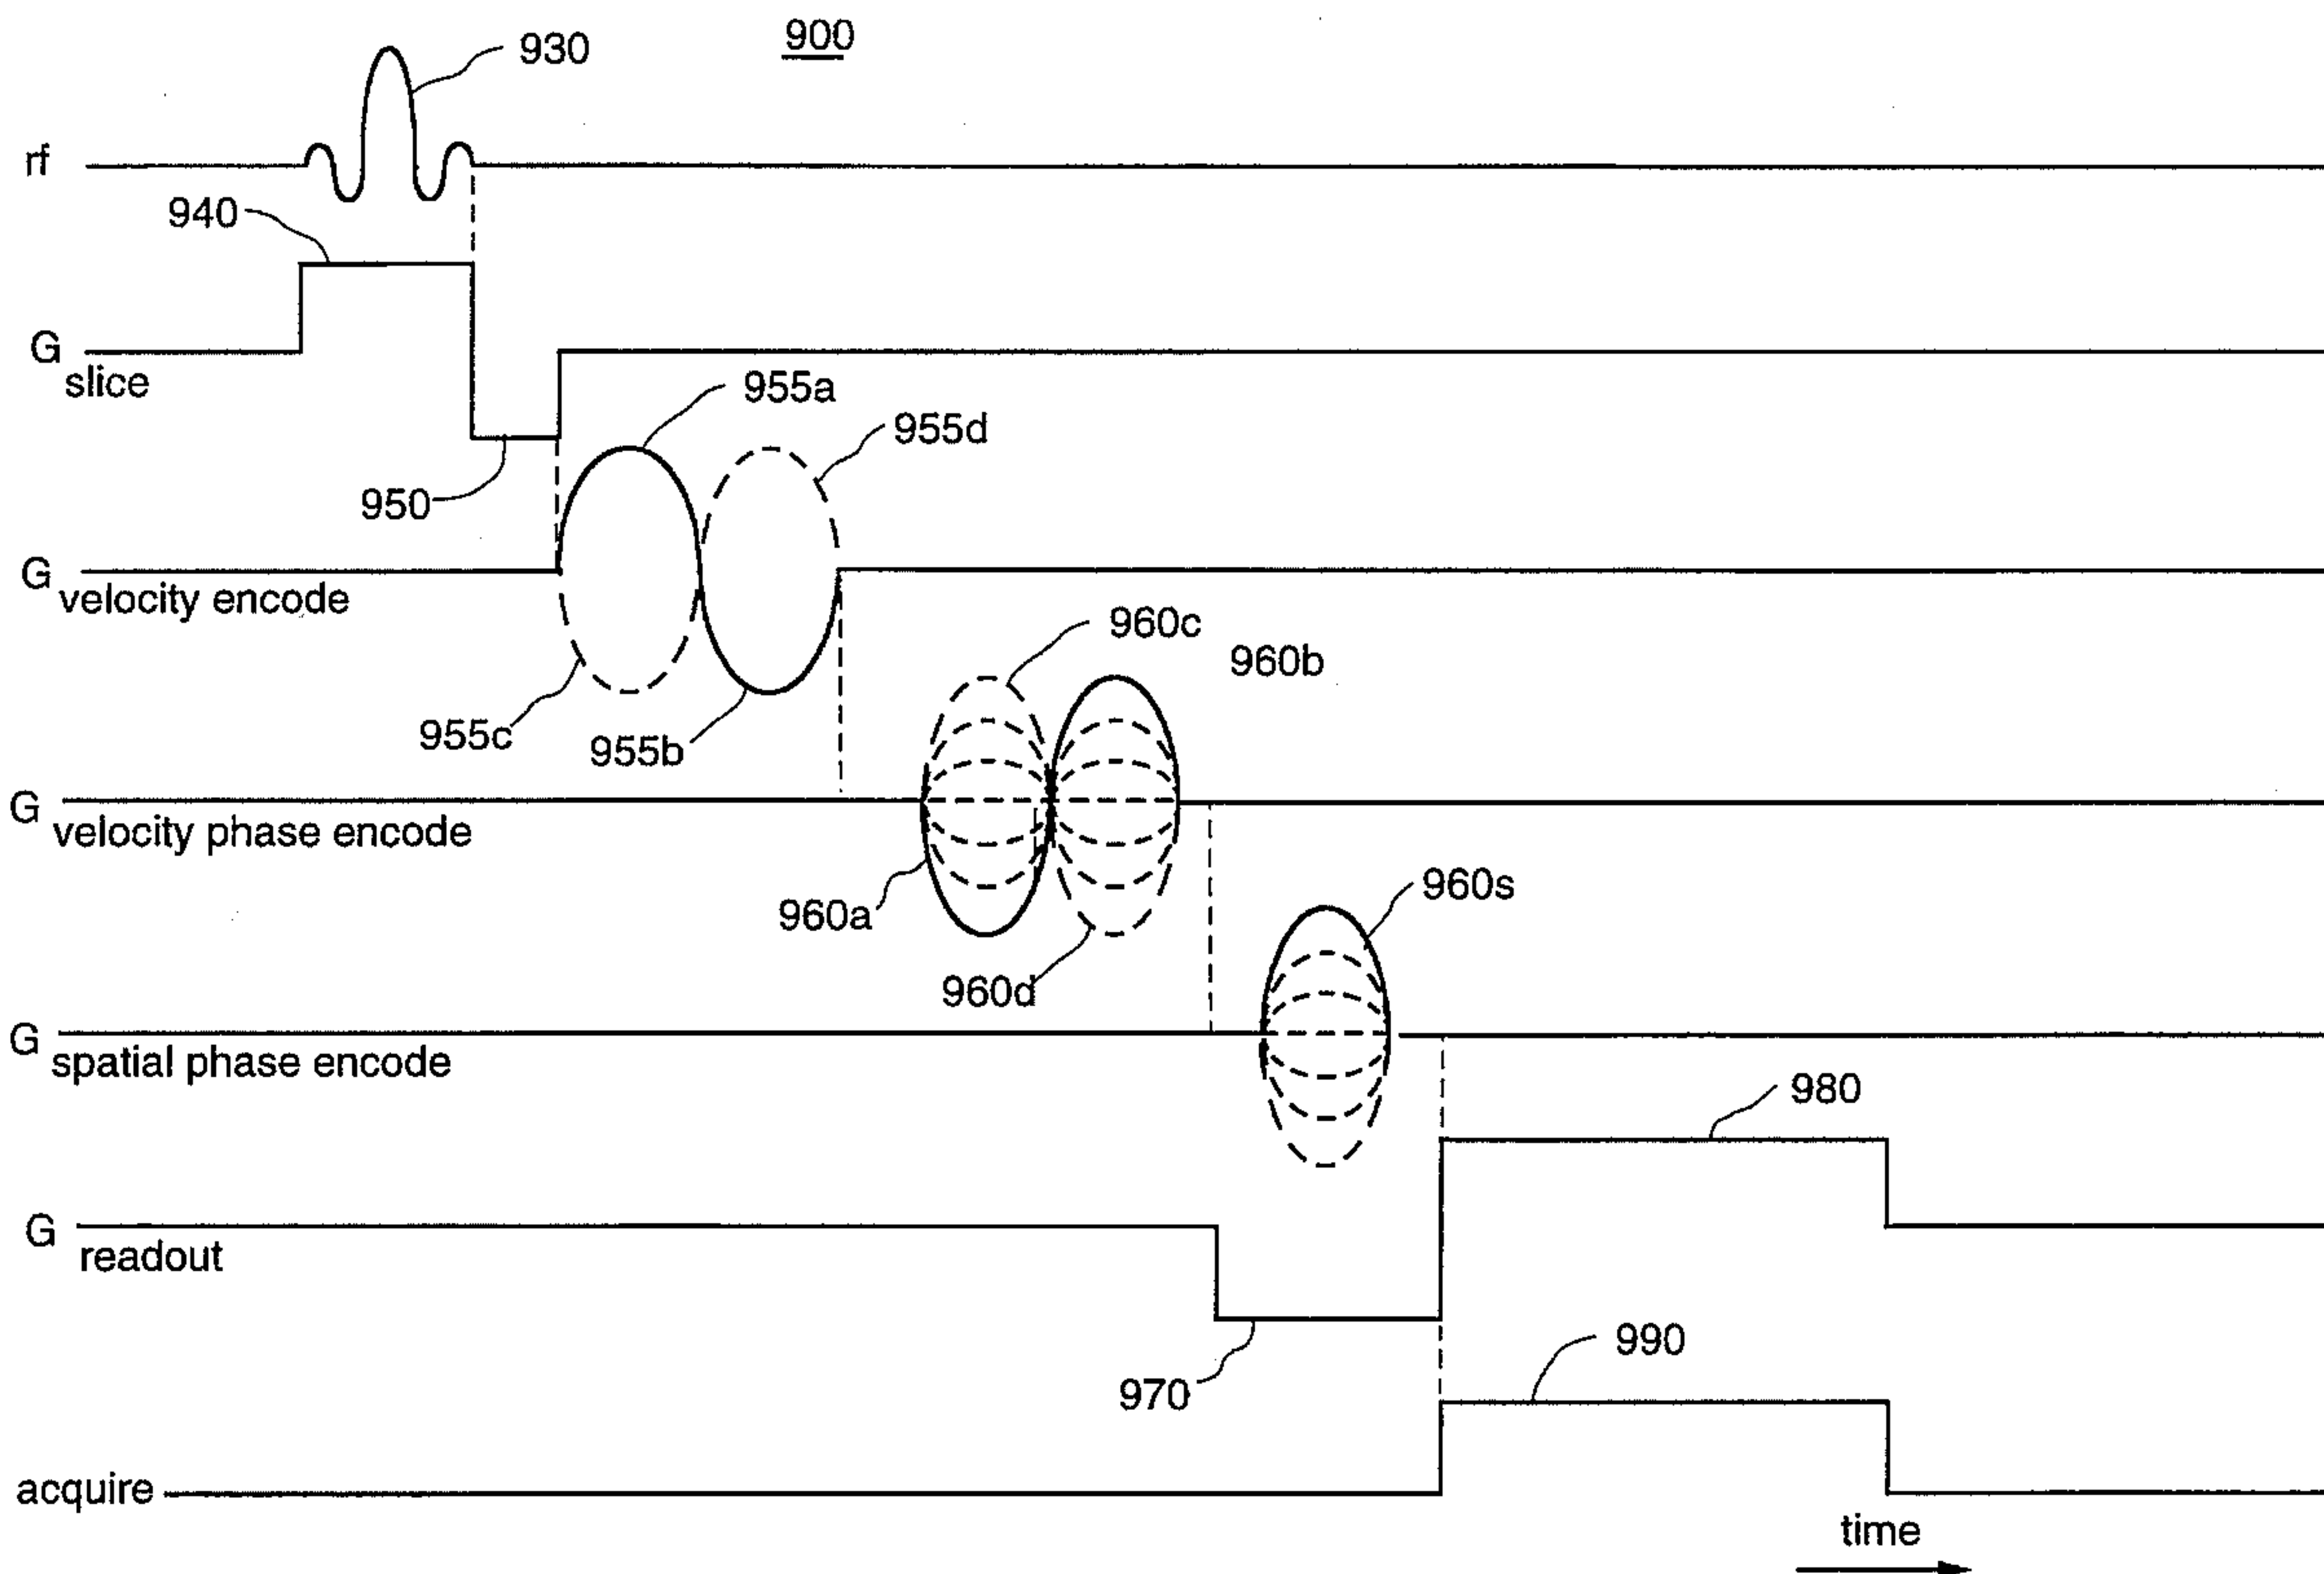 900
930
rf
940
G
slice
955a
955d
950
G
velocity encode
960c
960b
955c
955b
G
velocity phase encode
960s
960a
960d
G
spatial phase encode
980
G
readout
990
970
acquire
time